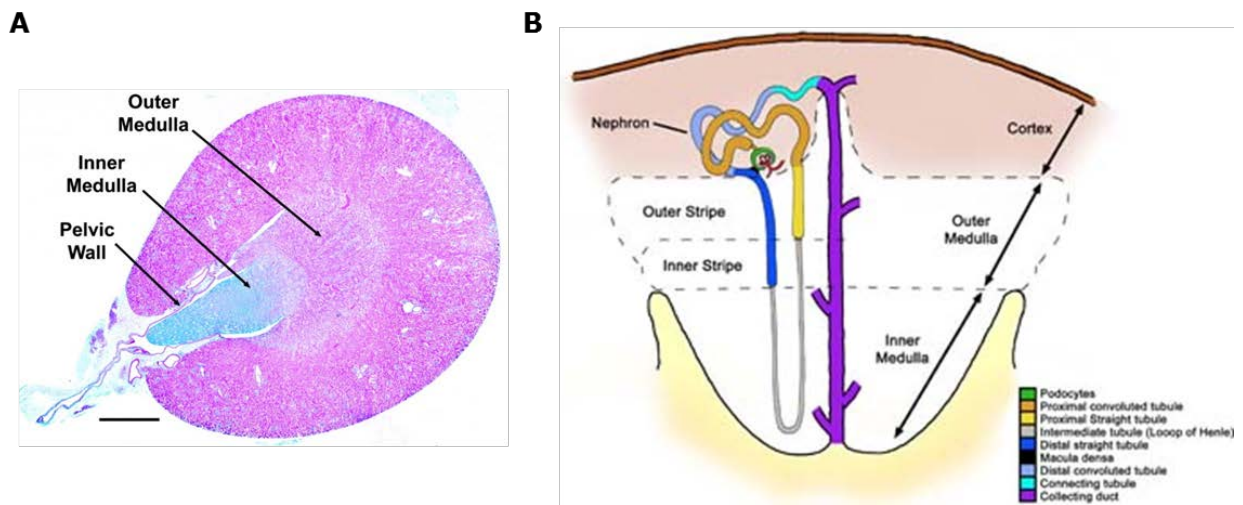 A
Outer
Medulla
Inner
Medulla
Pelvic
Wall
B
Nephron
Cortex
Outer Stripe
Outer
Medulla
Inner Stripe
Inner
Medulla
Podocytes
Proximal convoluted tubule
Proximal Straight tubule
Intermediate tubule (Looop of Henle)
Distal straight tubule
Macula densa
Distal convoluted tubule
Connecting tubule
Collecting duct